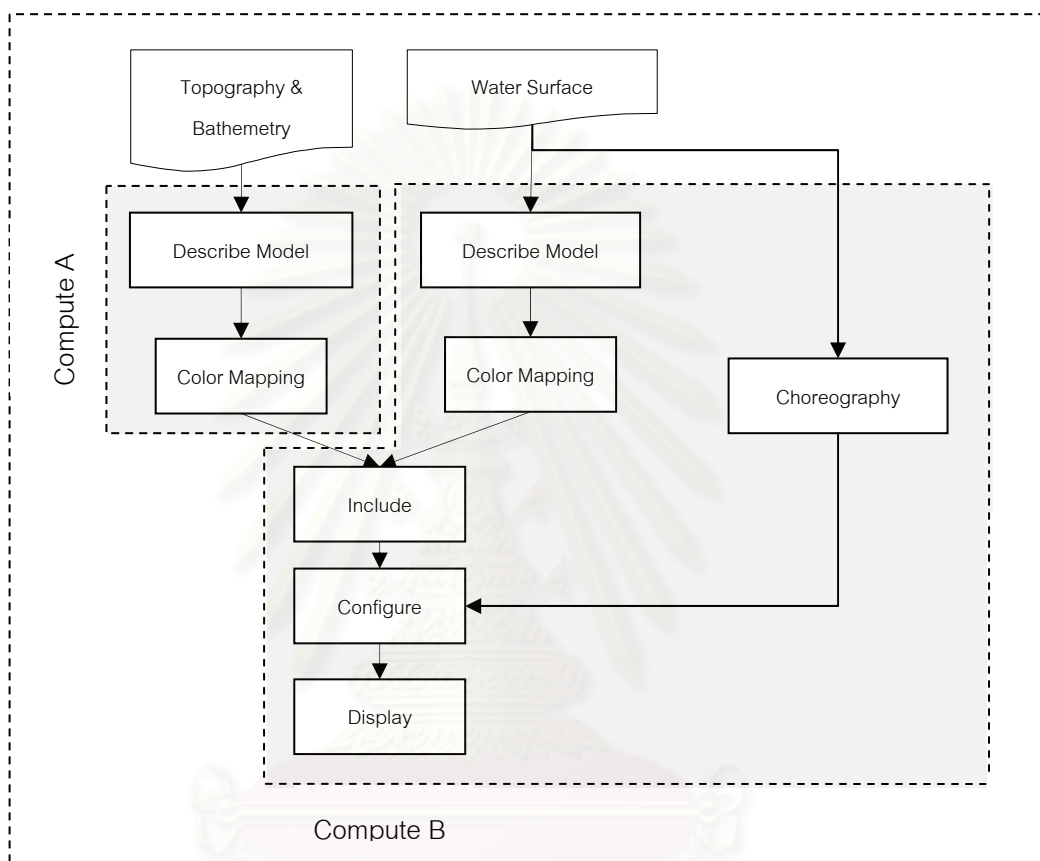 Topography &
Bathemetry
Water Surface
Compute A
Describe Model
Describe Model
Color Mapping
Color Mapping
Choreography
Include
Configure
Display
Compute B